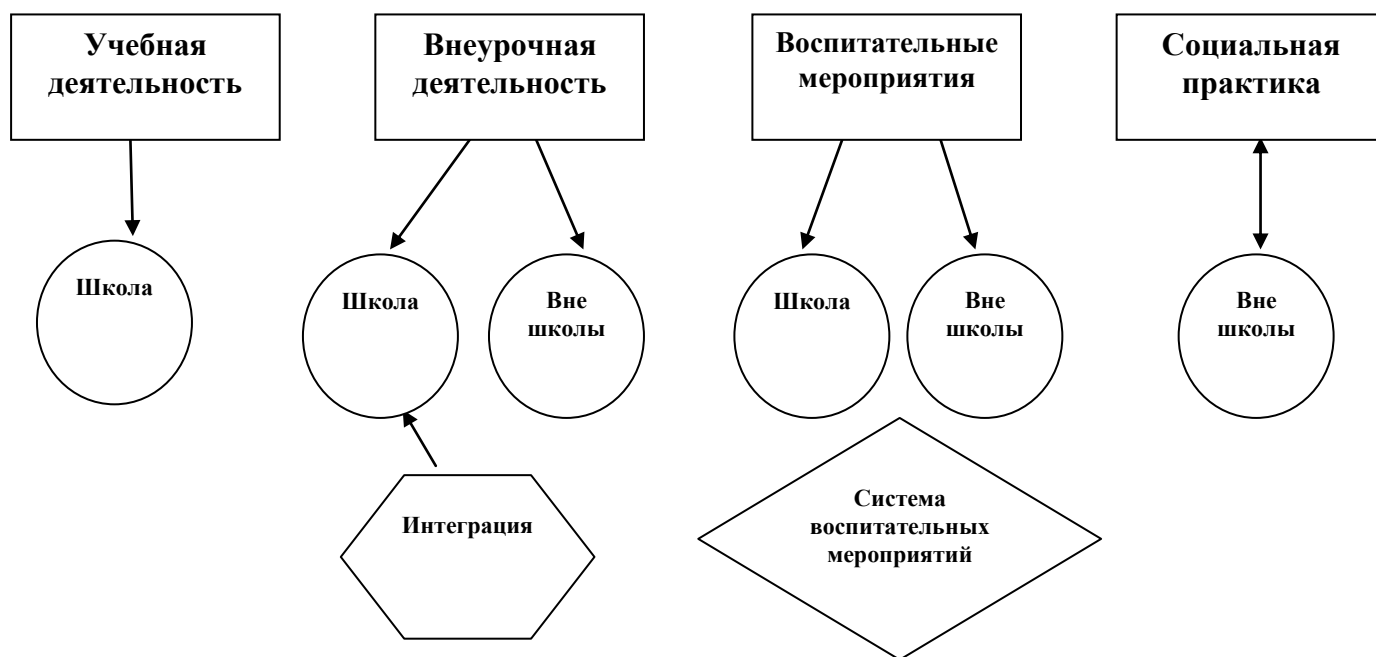 Учебная
деятельность
Внеурочная
деятельность
Воспитательные
мероприятия
Социальная
практика
Школа
Школа
Вне
школы
Школа
Вне
школы
Вне
школы
Интеграция
Система
воспитательных
мероприятий